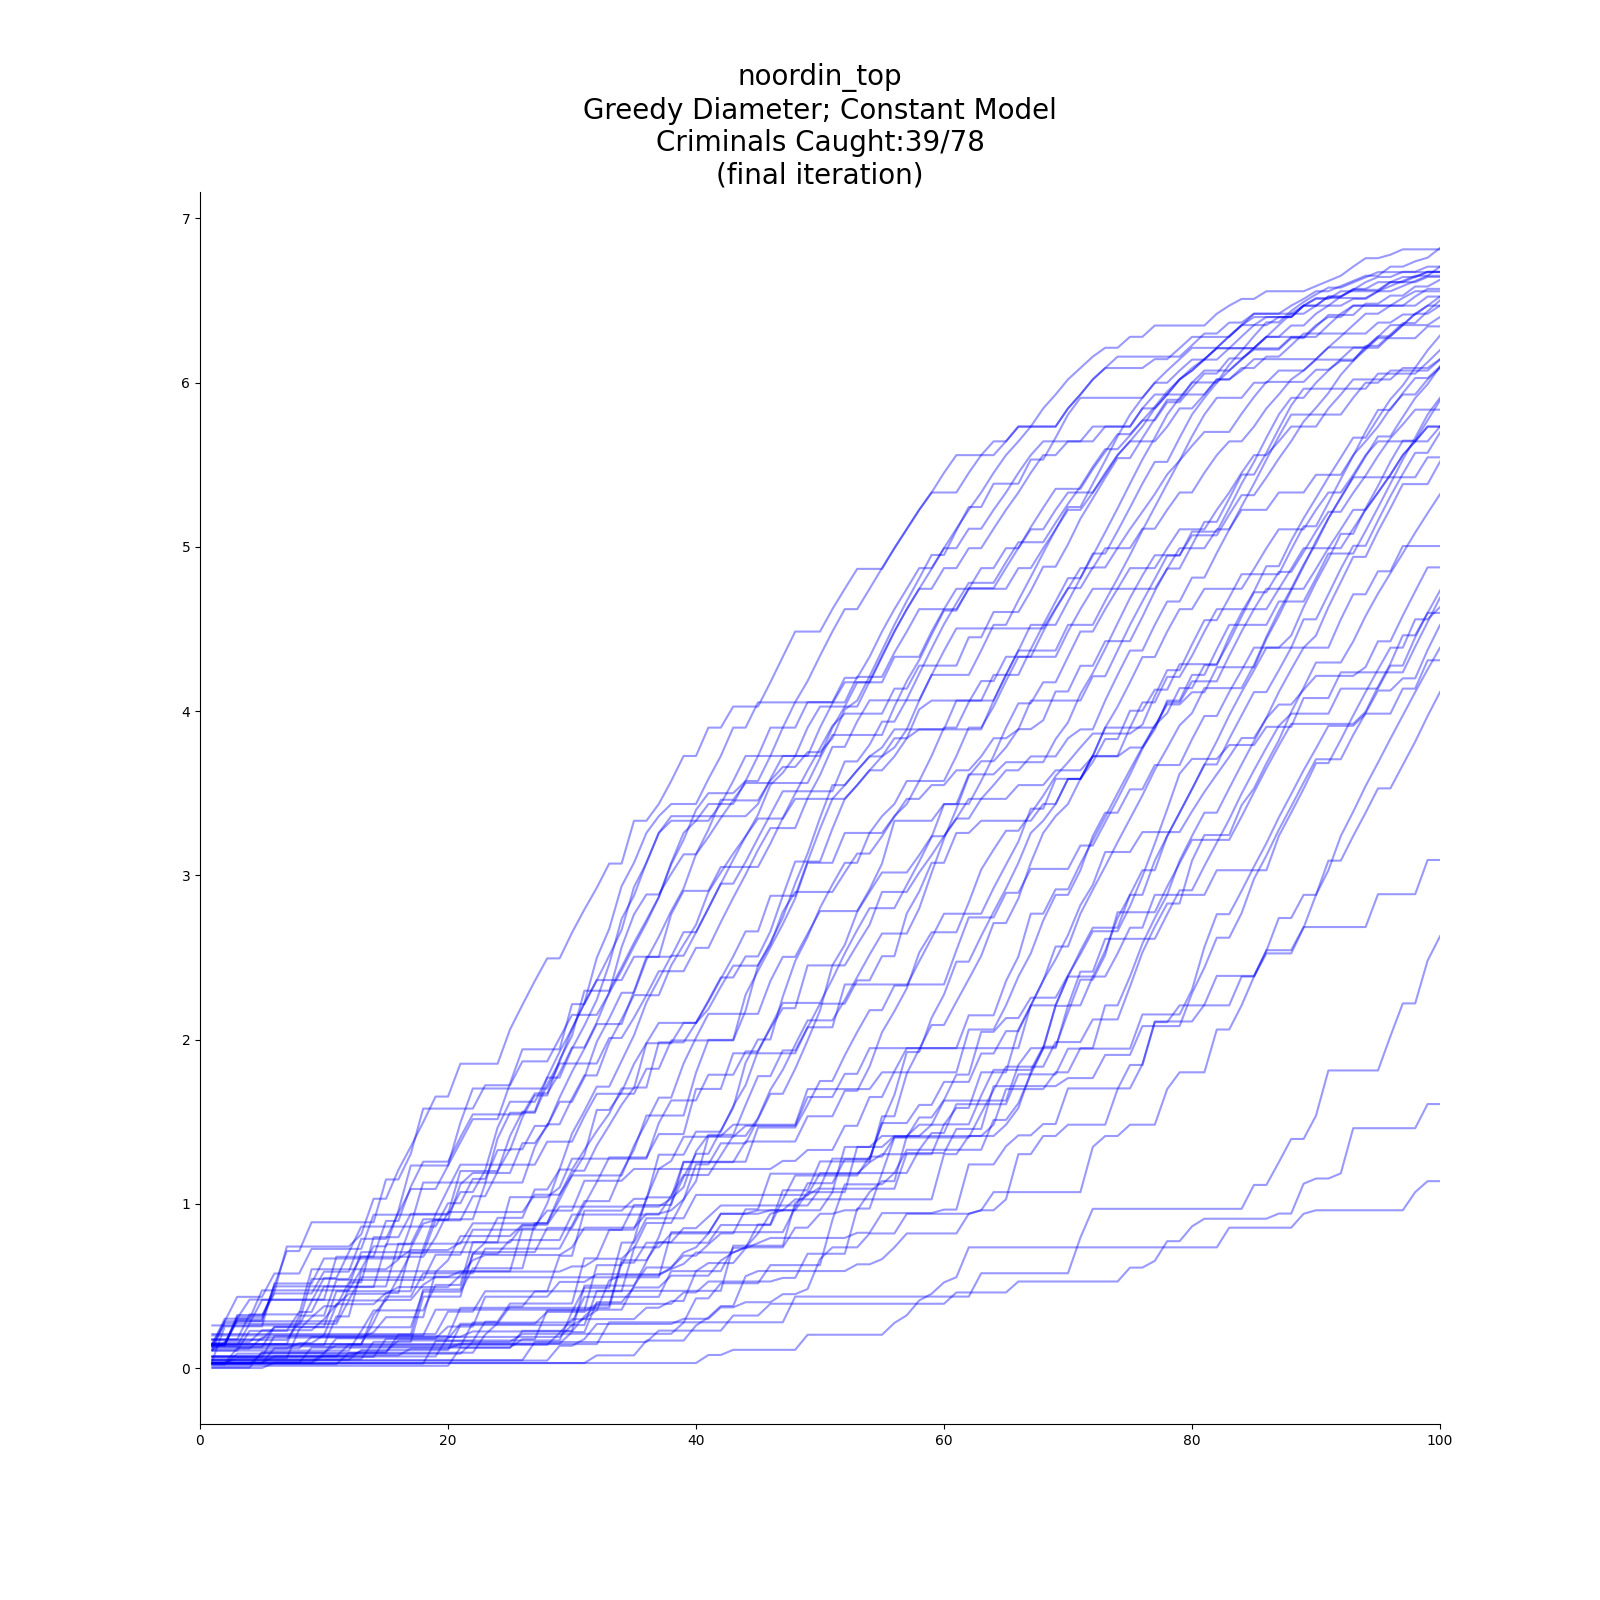 noordin_top
Greedy Diameter; Constant Model
Criminals Caught:39/78
(final iteration)
7
6
5
4
3
2
1
0
0 20 40 60 80 100